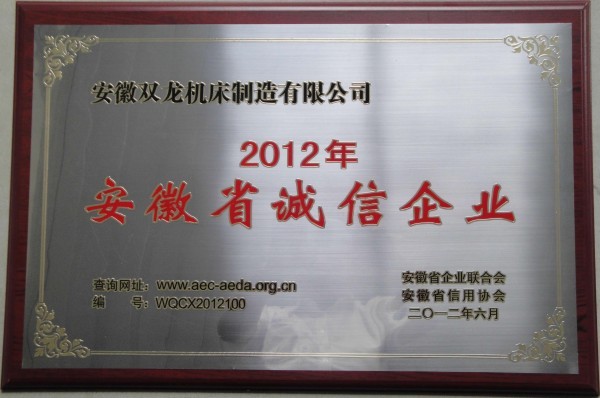 安徽双龙机床制造有限公司
2012年
安徽省诚信企业
查询网址：www.aec-aeda.org.cn
编　　号：WQCX2012100
安徽省企业联合会
安徽省信用协会
二〇一二年六月